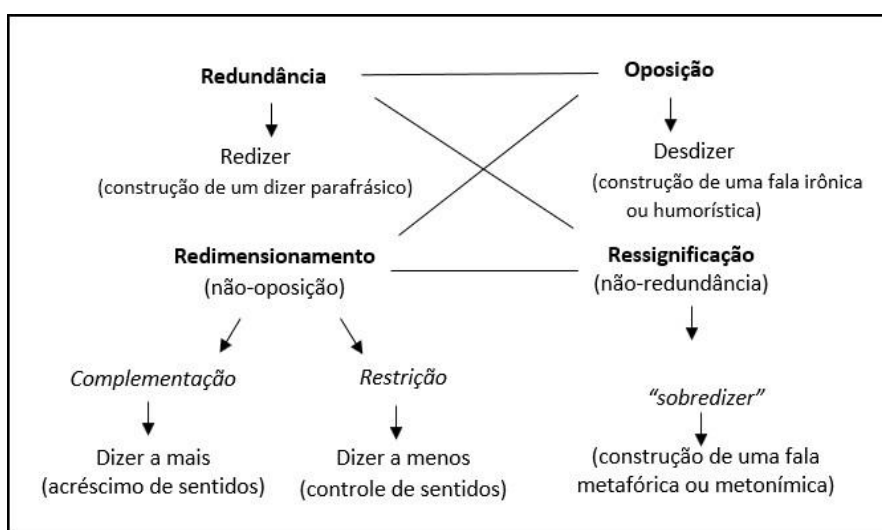 Redundância
Oposição
Redizer
(construção de um dizer parafrásico)
Desdizer
(construção de uma fala irônica
ou humorística)
Redimensionamento
(não-oposição)
Ressignificação
(não-redundância)
Complementação
Restrição
“sobredizer”
Dizer a mais
(acréscimo de sentidos)
Dizer a menos
(controle de sentidos)
(construção de uma fala
metafórica ou metonímica)